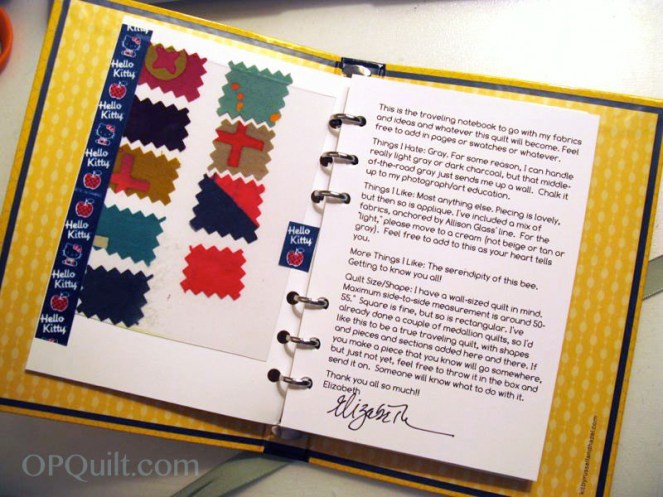 Hello
Kitty
Hello
Kitty
Hello
Kitty
Hello
Kitty
Hello
Kitty
Hello
Kitty
This is the traveling notebook to go with my fabrics
and ideas and whatever this quilt will become. Feel
free to add in pages or swatches or whatever.
Things I Hate: Gray. For some reason, I can handle
really light gray or dark charcoal, but that middle-
of-the-road gray just sends me up a wall. Chalk it
up to my photograph/art education.
Things I Like: Most anything else. Piecing is lovely,
but then so is applique. I've included a mix of
fabrics, anchored by Allison Glass' line. For the
"light," please move to a cream (not beige or tan or
gray). Feel free to add to this as your heart tells
you.
More Things I Like: The serendipity of this bee.
Getting to know you all!
Quilt Size/Shape: I have a wall-sized quilt in mind.
Maximum side-to-side measurement is around 50-
55." Square is fine, but so is rectangular. I've
already done a couple of medallion quilts, so I'd
like this to be a true traveling quilt, with shapes
and pieces and sections added here and there. If
you make a piece that you know will go somewhere,
but just not yet, feel free to throw it in the box and
send it on. Someone will know what to do with it.
Thank you all so much!!
Elizabeth
Elizabeth
OPQuilt.com